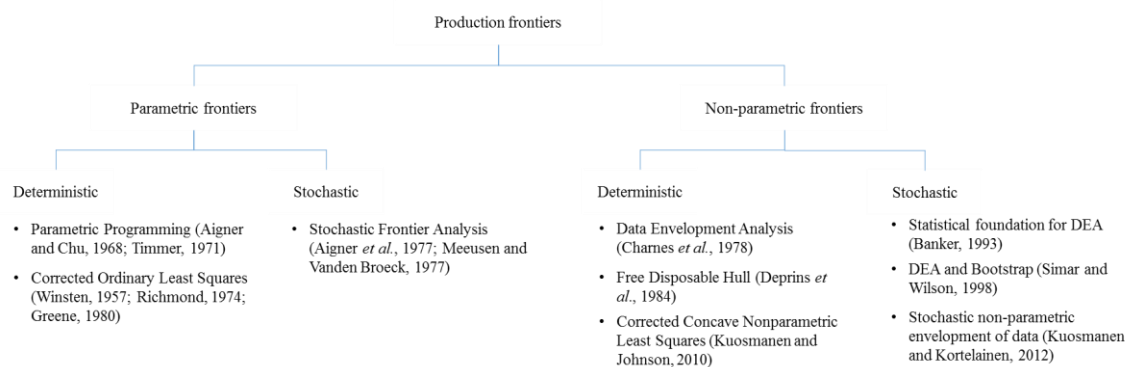 Production frontiers
Parametric frontiers
Non-parametric frontiers
Deterministic
• Parametric Programming (Aigner
and Chu, 1968; Timmer, 1971)
• Corrected Ordinary Least Squares
(Winsten, 1957; Richmond, 1974;
Greene, 1980)
Stochastic
• Stochastic Frontier Analysis
(Aigner et al., 1977; Meeusen and
Vanden Broeck, 1977)
Deterministic
• Data Envelopment Analysis
(Charnes et al., 1978)
• Free Disposable Hull (Deprins et
al., 1984)
• Corrected Concave Nonparametric
Least Squares (Kuosmanen and
Johnson, 2010)
Stochastic
• Statistical foundation for DEA
(Banker, 1993)
• DEA and Bootstrap (Simar and
Wilson, 1998)
• Stochastic non-parametric
envelopment of data (Kuosmanen
and Kortelainen, 2012)